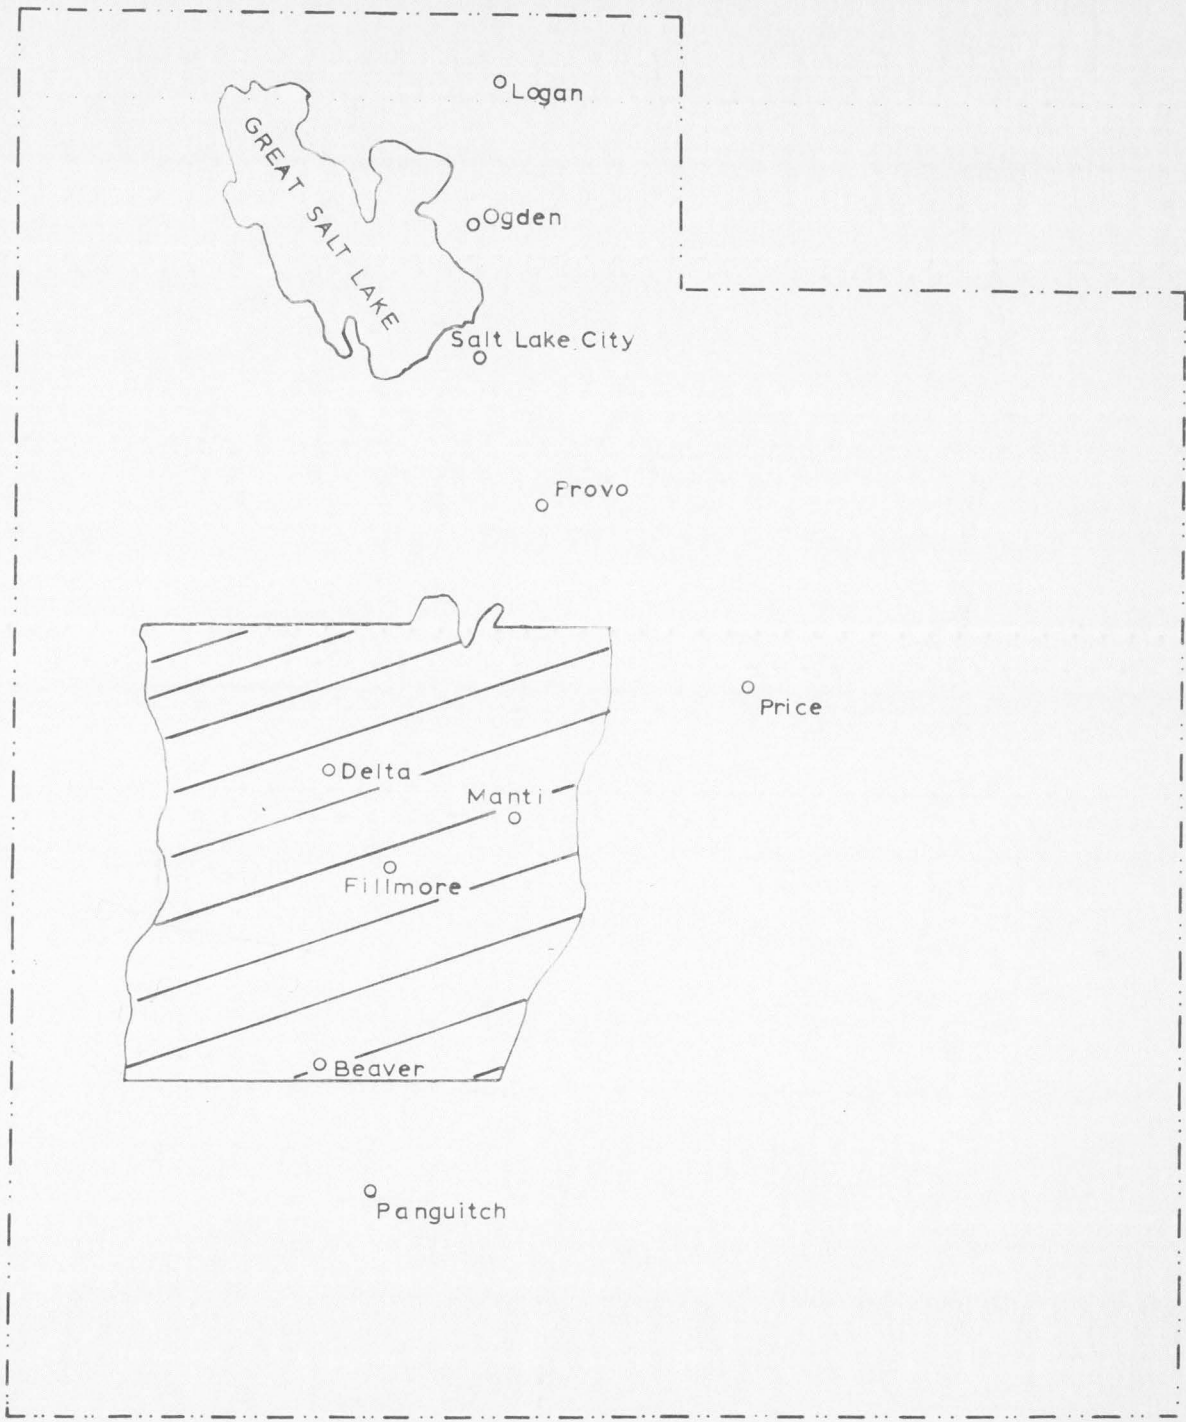 Logan
GREAT SALT LAKE
Ogden
Salt Lake City
Provo
Price
Delta
Manti
Fillmore
Beaver
Panguitch